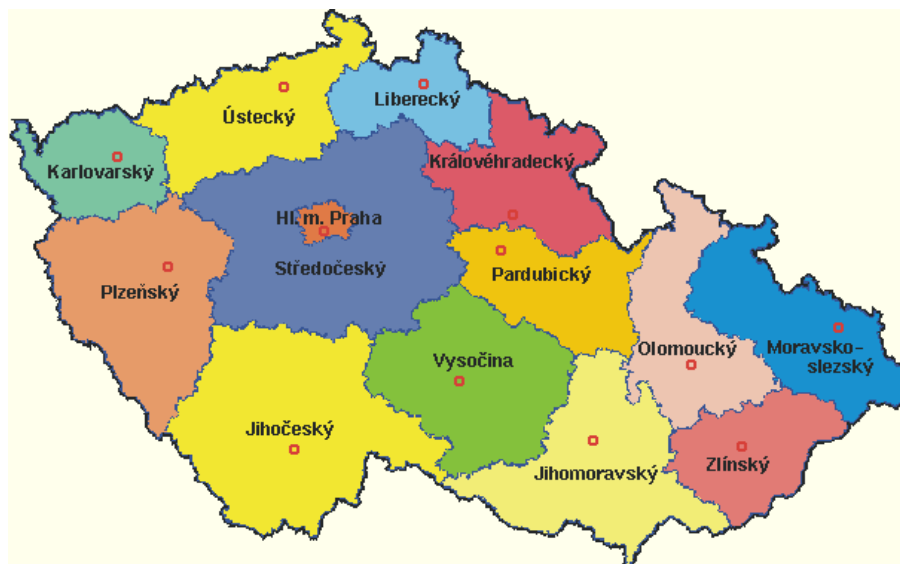 Liberecký
Ústecký
Královéhradecký
Karlovarský
Hl. m. Praha
Středočeský
Pardubický
Plzeňský
Moravsko-
slezský
Olomoucký
Vysočina
Jihočeský
Zlínský
Jihomoravský